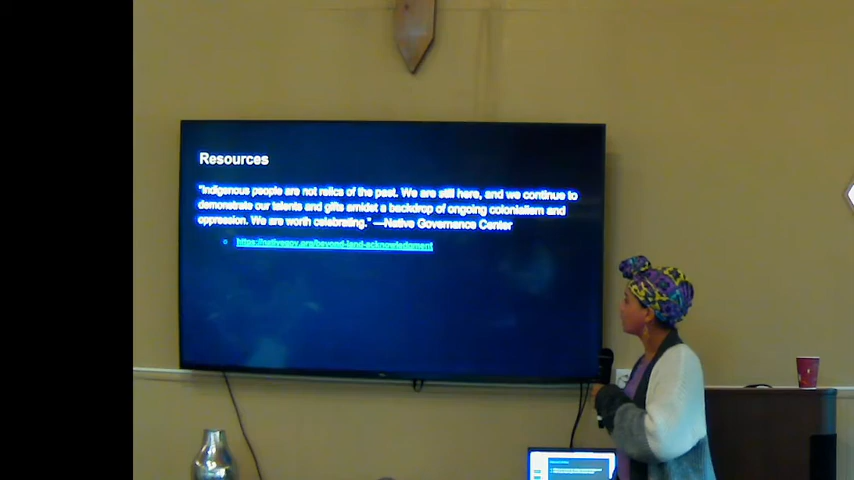 Resources
"Indigenous people are not relics of the past. We are still here, and we continue to
demonstrate our talents and gifts amidst a backdrop of ongoing colonialism and
oppression. We are worth celebrating." —Native Governance Center
https://nativegov.org/beyond-land-acknowledgment